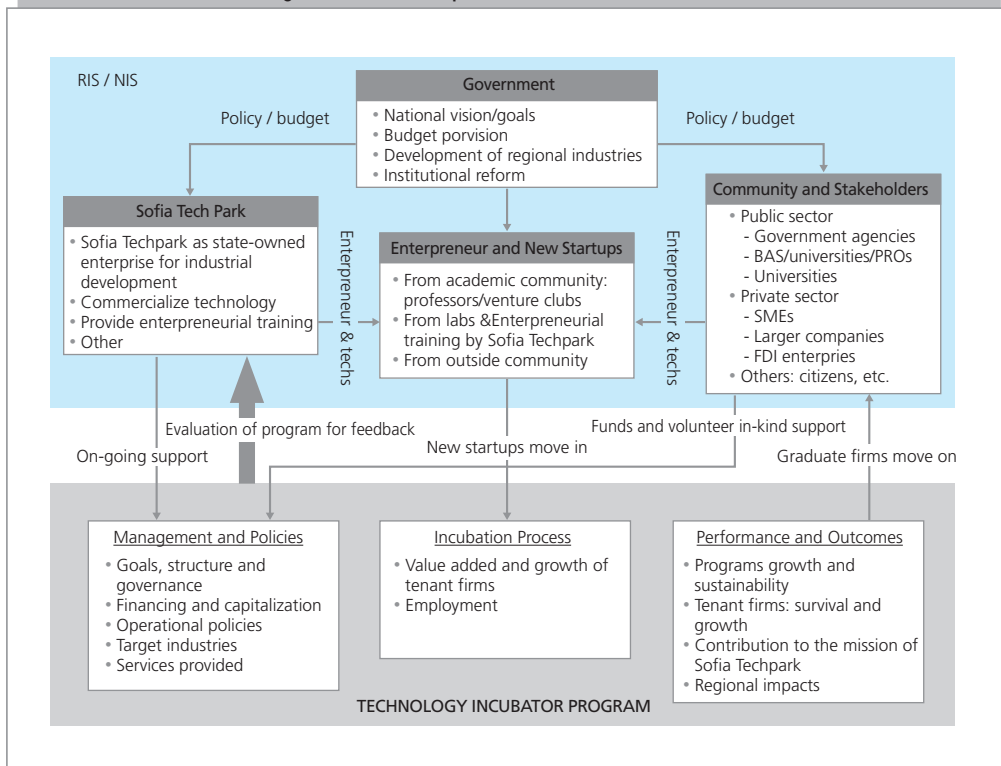 RIS / NIS
Government
• National vision/goals
• Budget porvision
• Development of regional industries
• Institutional reform
Policy / budget
Policy / budget
Sofia Tech Park
• Sofia Techpark as state-owned
enterprise for industrial
development
• Commercialize technology
• Provide enterpreneurial training
• Other
Enterpreneur & techs
Enterpreneur and New Startups
• From academic community:
professors/venture clubs
• From labs &Enterpreneurial
training by Sofia Techpark
• From outside community
Enterpreneur & techs
Community and Stakeholders
• Public sector
- Government agencies
- BAS/universities/PROs
- Universities
• Private sector
- SMEs
- Larger companies
- FDI enterpries
• Others: citizens, etc.
Evaluation of program for feedback
On-going support
New startups move in
Funds and volunteer in-kind support
Graduate firms move on
Management and Policies
• Goals, structure and
governance
• Financing and capitalization
• Operational policies
• Target industries
• Services provided
Incubation Process
• Value added and growth of
tenant firms
• Employment
Performance and Outcomes
• Programs growth and
sustainability
• Tenant firms: survival and
growth
• Contribution to the mission of
Sofia Techpark
• Regional impacts
TECHNOLOGY INCUBATOR PROGRAM